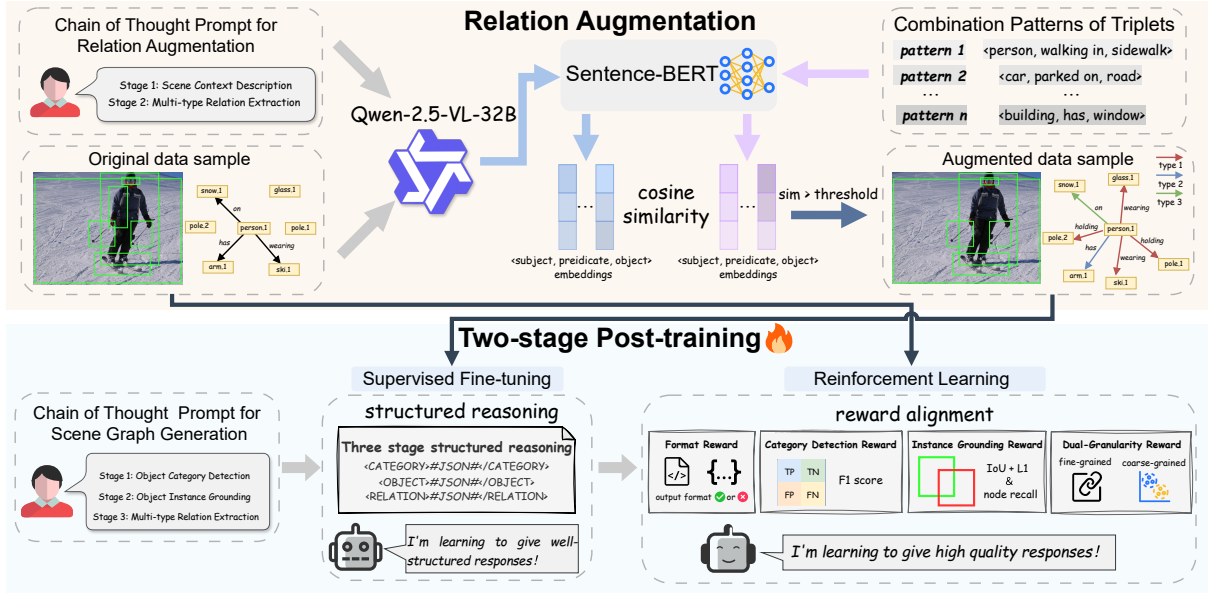 Relation Augmentation
Chain of Thought Prompt for
Relation Augmentation
Stage 1: Scene Context Description
Stage 2: Multi-type Relation Extraction
Original data sample
snow.1
glass.1
on
pole.2
person.1
pole.1
has
wearing
arm.1
ski.1
Qwen-2.5-VL-32B
Sentence-BERT
...
cosine
similarity
...
sim > threshold
<subject, preidicate, object>
embeddings
<subject, preidicate, object>
embeddings
Combination Patterns of Triplets
pattern 1 <person, walking in, sidewalk>
pattern 2 <car, parked on, road>
... ...
pattern n <building, has, window>
Augmented data sample
type 1
type 2
type 3
snow.1
glass.1
on
wearing
person.1
pole.2
holding
holding
has
wearing
pole.1
arm.1
ski.1
Two-stage Post-training
Chain of Thought Prompt for
Scene Graph Generation
Stage 1: Object Category Detection
Stage 2: Object Instance Grounding
Stage 3: Multi-type Relation Extraction
Supervised Fine-tuning
structured reasoning
Three stage structured reasoning
<CATEGORY>#JSON#</CATEGORY>
<OBJECT>#JSON#</OBJECT>
<RELATION>#JSON#</RELATION>
I'm learning to give well-
structured responses!
Reinforcement Learning
reward alignment
Format Reward
</>
{...}
output format or
Category Detection Reward
TP TN
FP FN
F1 score
Instance Grounding Reward
IoU + L1
&
node recall
Dual-Granularity Reward
fine-grained
coarse-grained
I'm learning to give high quality responses!